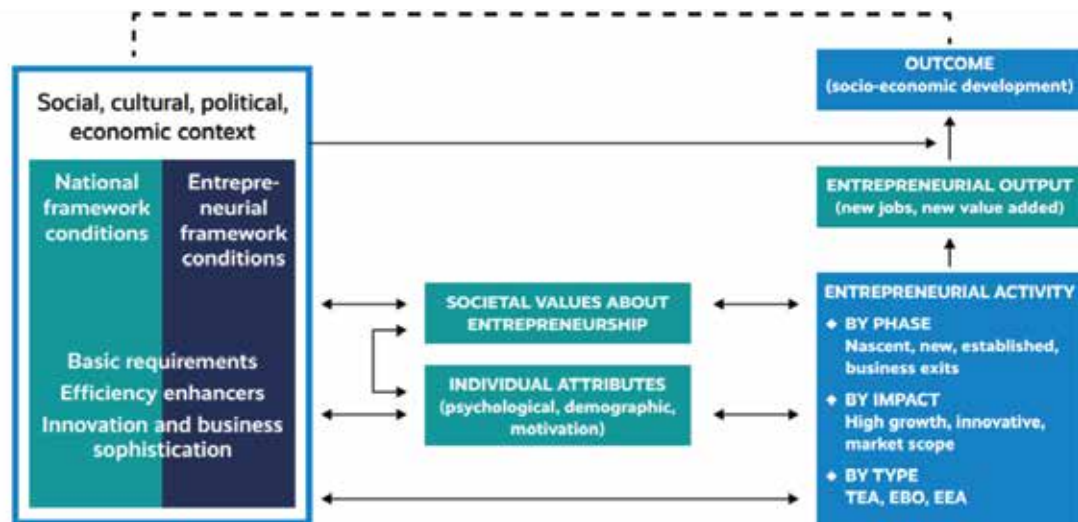 Social, cultural, political,
economic context
National
framework
conditions
Entrepre-
neurial
framework
conditions
Basic requirements
Efficiency enhancers
Innovation and business
sophistication
SOCIETAL VALUES ABOUT
ENTREPRENEURSHIP
INDIVIDUAL ATTRIBUTES
(psychological, demographic,
motivation)
OUTCOME
(socio-economic development)
ENTREPRENEURIAL OUTPUT
(new jobs, new value added)
ENTREPRENEURIAL ACTIVITY
◆ BY PHASE
Nascent, new, established,
business exits
◆ BY IMPACT
High growth, innovative,
market scope
◆ BY TYPE
TEA, EBO, EEA